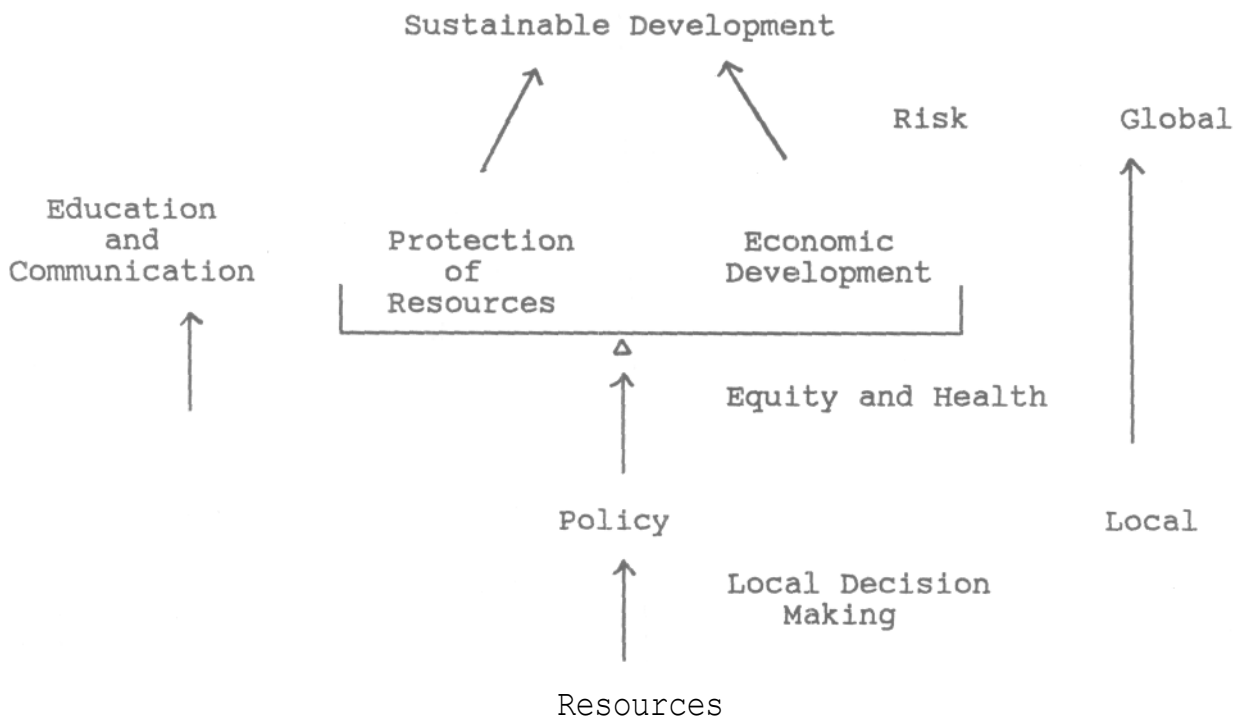 Sustainable Development
Risk
Global
Education
and
Communication
Protection
of
Resources
Economic
Development
Equity and Health
Policy
Local
Local Decision
Making
Resources